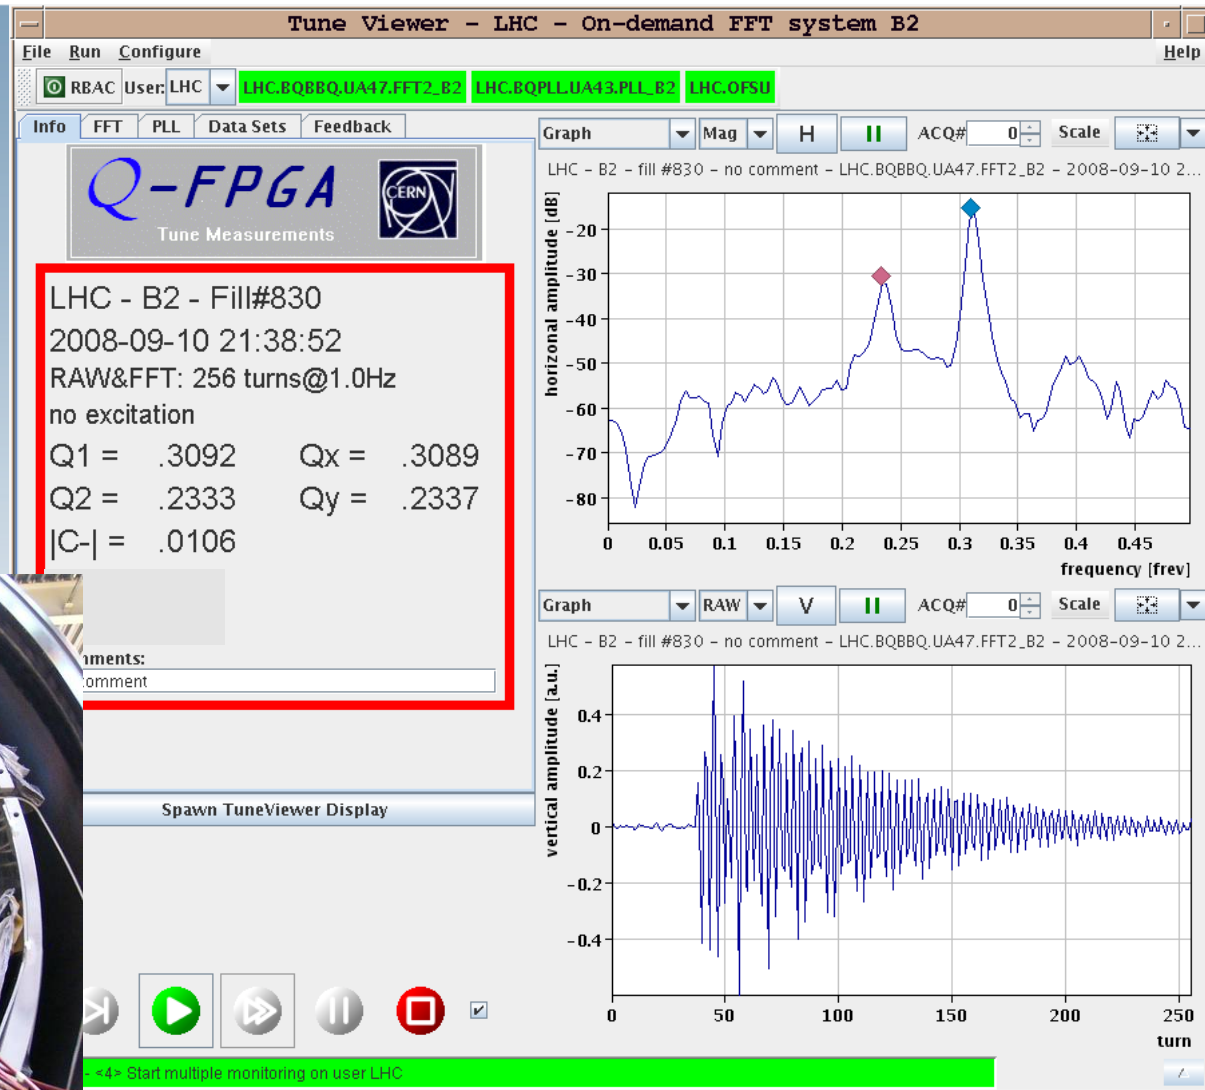 Tune Viewer - LHC - On-demand FFT system B2
File Run Configure Help
RBAC User: LHC LHC.BQBBQ.UA47.FFT2_B2 LHC.BQPLL.UA43.PLL_B2 LHC.OFSU
Info FFT PLL Data Sets Feedback
Q-FPGA
Tune Measurements
CERN
LHC - B2 - Fill#830
2008-09-10 21:38:52
RAW&FFT: 256 turns@1.0Hz
no excitation
Q1 = .3092 Qx = .3089
Q2 = .2333 Qy = .2337
|C-| = .0106
mments:
omment
Spawn TuneViewer Display
- <4> Start multiple monitoring on user LHC
Graph Mag H ACQ# 0 Scale
LHC - B2 - fill #830 - no comment - LHC.BQBBQ.UA47.FFT2_B2 - 2008-09-10 2...
horizonal amplitude [dB]
-20
-30
-40
-50
-60
-70
-80
0 0.05 0.1 0.15 0.2 0.25 0.3 0.35 0.4 0.45
frequency [frev]
Graph RAW V ACQ# 0 Scale
LHC - B2 - fill #830 - no comment - LHC.BQBBQ.UA47.FFT2_B2 - 2008-09-10 2...
vertical amplitude [a.u.]
0.4
0.2
0
-0.2
-0.4
0 50 100 150 200 250
turn